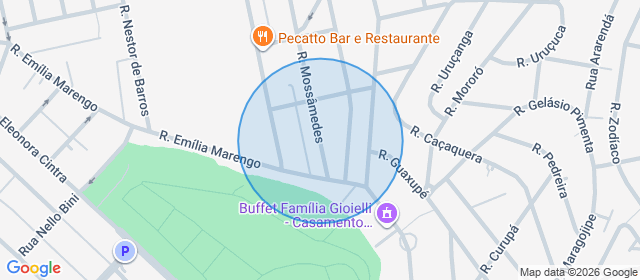 Pecatto Bar e Restaurante
R. Nestor de Barros
R. Emília Marengo
R. Mossâmedes
R. Uruçanga
R. Mororó
R. Uruçuca
Rua Ararendá
R. Zodiaco
R. Gelásio Pimenta
R. Emília Marengo
R. Caçaquera
R. Guaxupé
R. Pedreira
Eleonora Cintra
Rua Nello Bini
Buffet Família Gioielli
- Casamento...
R. Curupá
Maragojipe
P
Google
Map data ©2026 Google